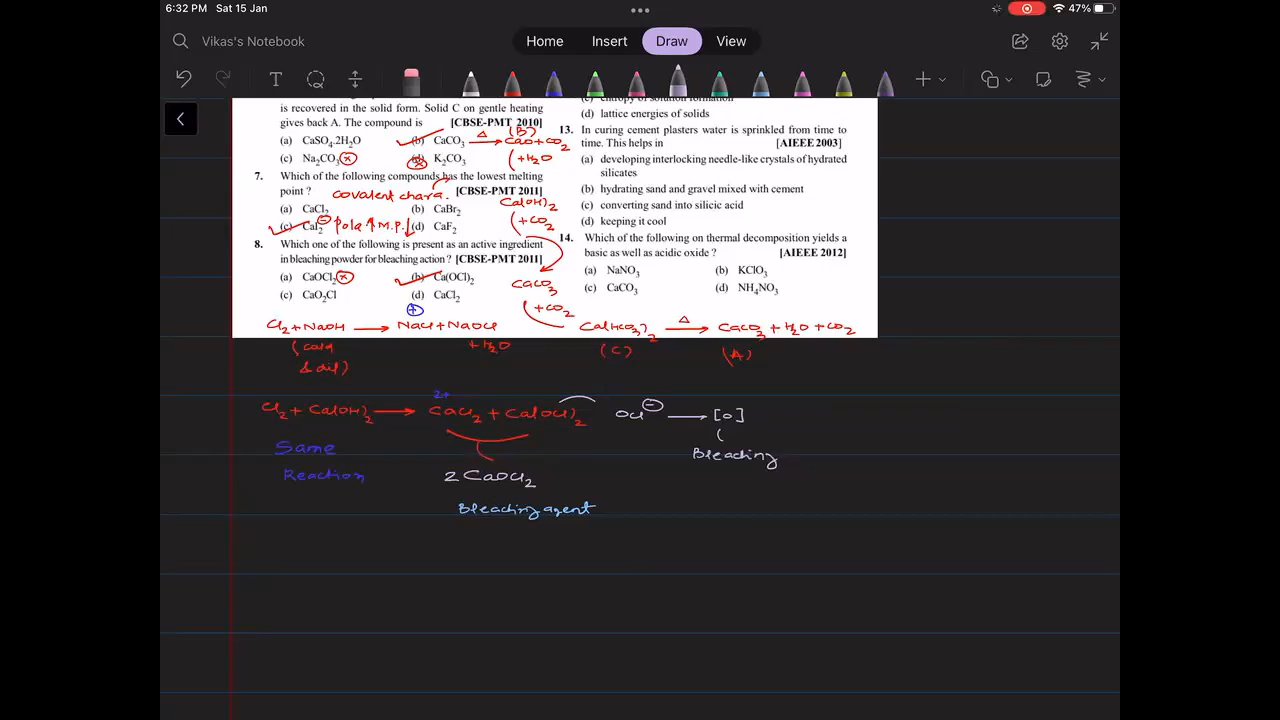 6:32 PM Sat 15 Jan
47%
Vikas's Notebook
Home Insert Draw View
is recovered in the solid form. Solid C on gentle heating
gives back A. The compound is [CBSE-PMT 2010]
(a) CaSO4.2H2O (b) CaCO3
(c) Na2CO3 (d) K2CO3
Δ (B) CaO+CO2
+H2O
7. Which of the following compounds has the lowest melting
point ? [CBSE-PMT 2011]
covalent chara.
(a) CaCl2 (b) CaBr2
(c) CaI2 (d) CaF2
pola ↑ M.P. ↓
Ca(OH)2
+CO2
CaCO3
+CO2
8. Which one of the following is present as an active ingredient
in bleaching powder for bleaching action ? [CBSE-PMT 2011]
(a) CaOCl2 (b) Ca(OCl)2
(c) CaO2Cl (d) CaCl2
(d) lattice energies of solids
13. In curing cement plasters water is sprinkled from time to
time. This helps in [AIEEE 2003]
(a) developing interlocking needle-like crystals of hydrated
silicates
(b) hydrating sand and gravel mixed with cement
(c) converting sand into silicic acid
(d) keeping it cool
14. Which of the following on thermal decomposition yields a
basic as well as acidic oxide ? [AIEEE 2012]
(a) NaNO3 (b) KClO3
(c) CaCO3 (d) NH4NO3
Cl2 + NaOH → NaCl + NaOCl
+ H2O
(cold
& dil)
Ca(HCO3)2 Δ→ CaCO3 + H2O + CO2
(C) (A)
Cl2 + Ca(OH)2 → CaCl2 + Ca(OCl)2
2+
OCl⊖ → [O]
Bleaching
Same
Reaction
2 CaOCl2
Bleaching agent